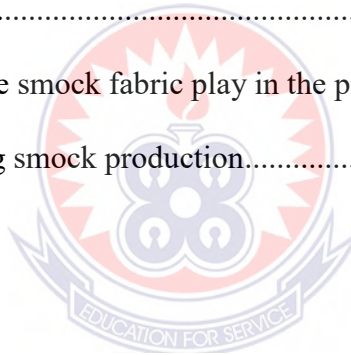 ............................................
e smock fabric play in the p
g smock production..............
EDUCATION FOR SERVICE